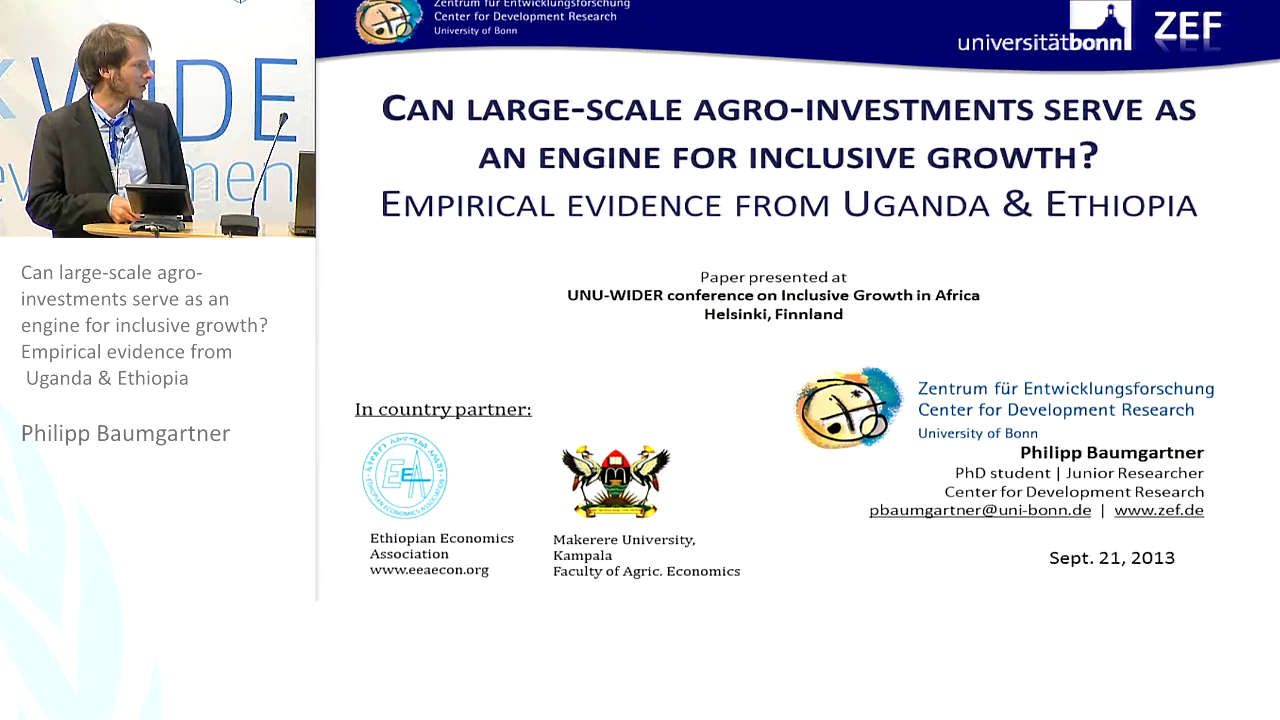 Zentrum für Entwicklungsforschung
Center for Development Research
University of Bonn
universitätbonn
ZEF
WIDE
CAN LARGE-SCALE AGRO-INVESTMENTS SERVE AS
AN ENGINE FOR INCLUSIVE GROWTH?
EMPIRICAL EVIDENCE FROM UGANDA & ETHIOPIA
Paper presented at
UNU-WIDER conference on Inclusive Growth in Africa
Helsinki, Finnland
Can large-scale agro-
investments serve as an
engine for inclusive growth?
Empirical evidence from
Uganda & Ethiopia
Philipp Baumgartner
In country partner:
EEA
ETHIOPIAN ECONOMICS ASSOCIATION
Ethiopian Economics
Association
www.eeaecon.org
Makerere University,
Kampala
Faculty of Agric. Economics
Zentrum für Entwicklungsforschung
Center for Development Research
University of Bonn
Philipp Baumgartner
PhD student | Junior Researcher
Center for Development Research
pbaumgartner@uni-bonn.de | www.zef.de
Sept. 21, 2013